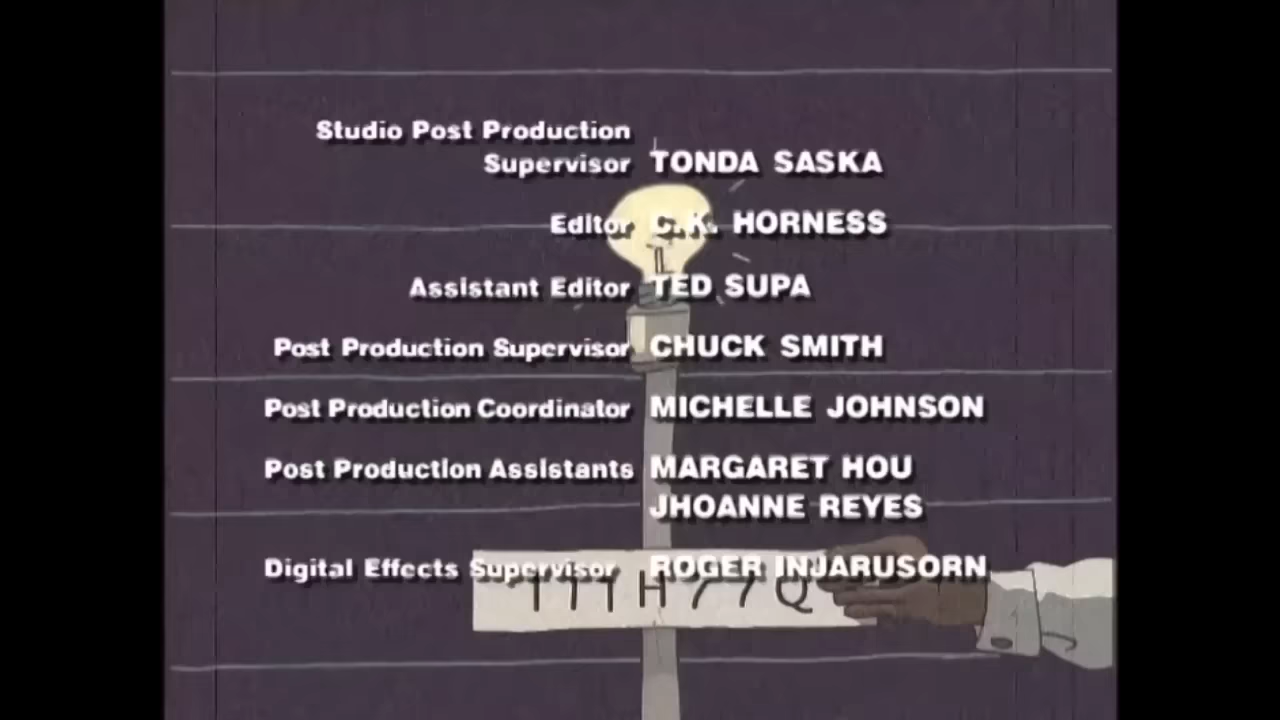 Studio Post Production
Supervisor TONDA SASKA
Editor C.K. HORNESS
Assistant Editor TED SUPA
Post Production Supervisor CHUCK SMITH
Post Production Coordinator MICHELLE JOHNSON
Post Production Assistants MARGARET HOU
JHOANNE REYES
Digital Effects Supervisor ROGER INJARUSORN